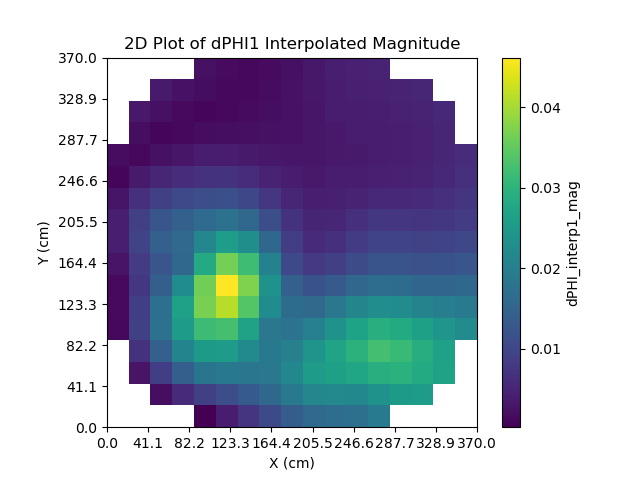 2D Plot of dPHI1 Interpolated Magnitude
370.0
328.9
287.7
246.6
205.5
164.4
123.3
82.2
41.1
0.0
Y (cm)
0.0 41.1 82.2 123.3 164.4 205.5 246.6 287.7 328.9 370.0
X (cm)
0.04
0.03
0.02
0.01
dPHI_interp1_mag